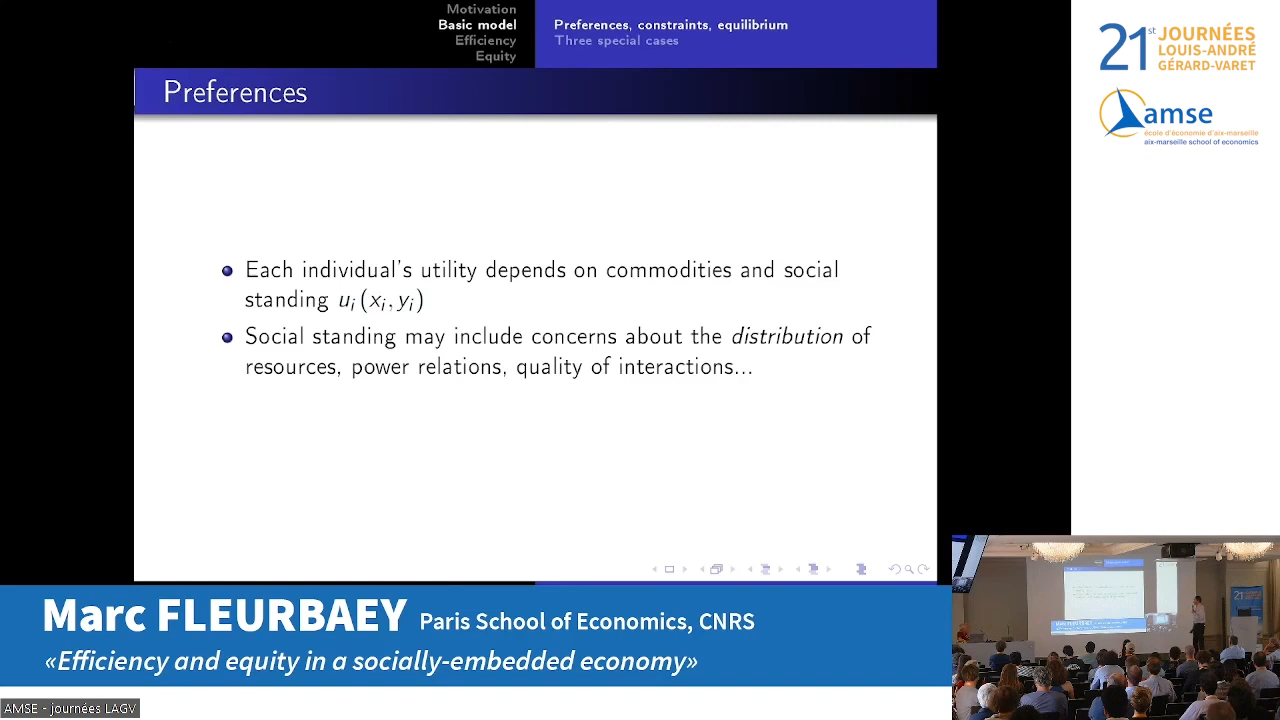 Motivation
Basic model
Efficiency
Equity
Preferences, constraints, equilibrium
Three special cases
Preferences
Each individual's utility depends on commodities and social
standing uᵢ(xᵢ, yᵢ)
Social standing may include concerns about the distribution of
resources, power relations, quality of interactions...
21st JOURNÉES
LOUIS-ANDRÉ
GÉRARD-VARET
amse
école d'économie d'aix-marseille
aix-marseille school of economics
Marc FLEURBAEY Paris School of Economics, CNRS
«Efficiency and equity in a socially-embedded economy»
AMSE - journées LAGV